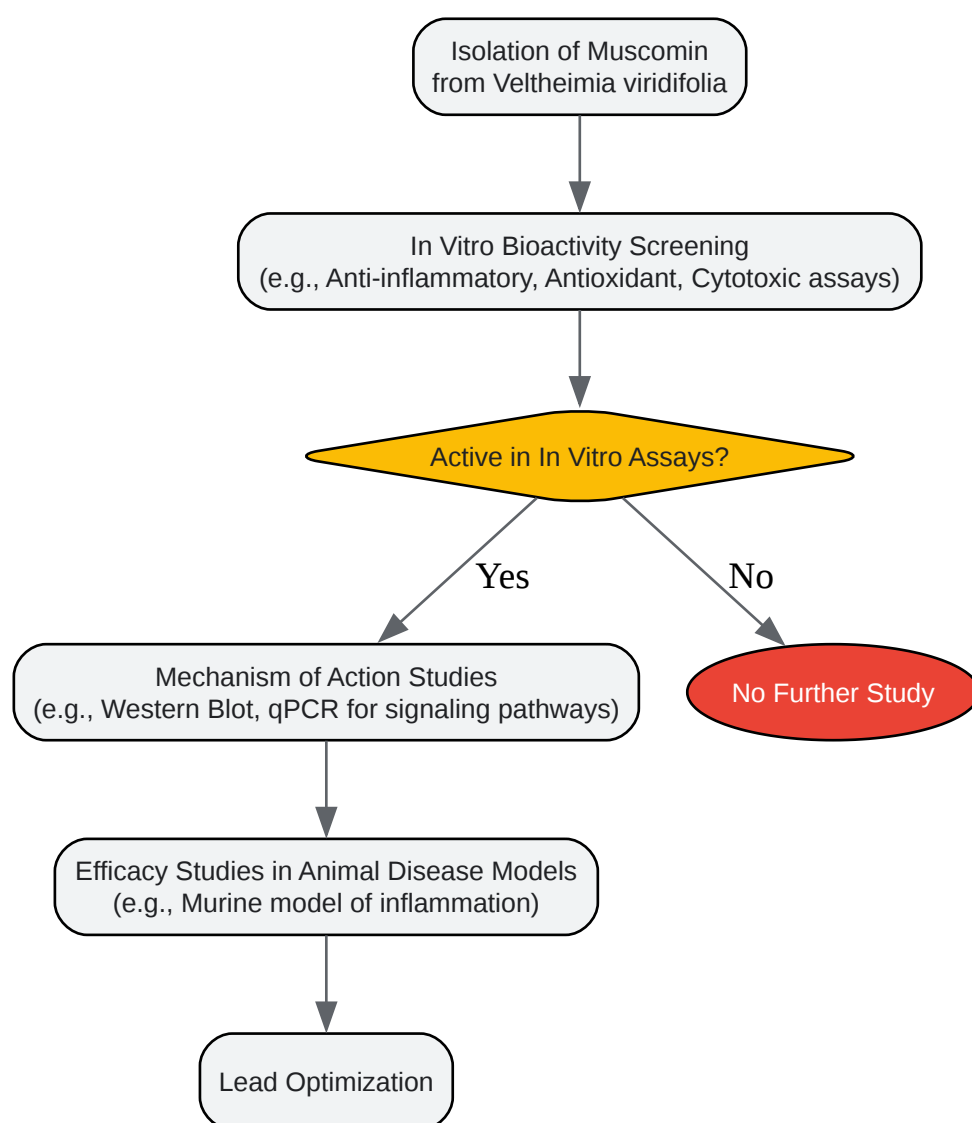 Isolation of Muscomin
from Veltheimia viridifolia
In Vitro Bioactivity Screening
(e.g., Anti-inflammatory, Antioxidant, Cytotoxic assays)
Active in In Vitro Assays?
Yes
No
Mechanism of Action Studies
(e.g., Western Blot, qPCR for signaling pathways)
No Further Study
Efficacy Studies in Animal Disease Models
(e.g., Murine model of inflammation)
Lead Optimization